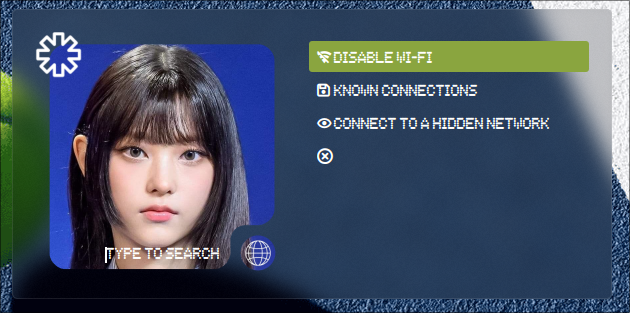 DISABLE WI-FI
KNOWN CONNECTIONS
CONNECT TO A HIDDEN NETWORK
TYPE TO SEARCH